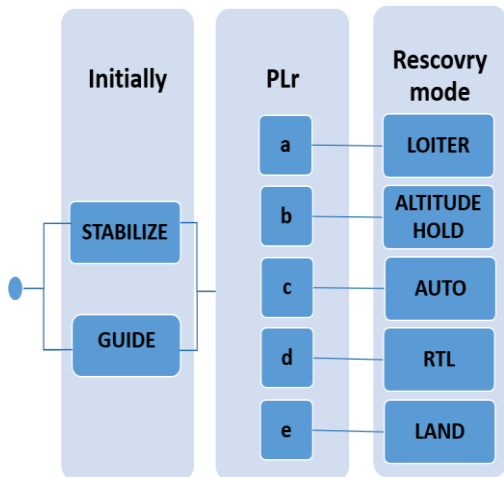 Initially
STABILIZE
GUIDE
PLr
a
b
c
d
e
Rescovry
mode
LOITER
ALTITUDE
HOLD
AUTO
RTL
LAND